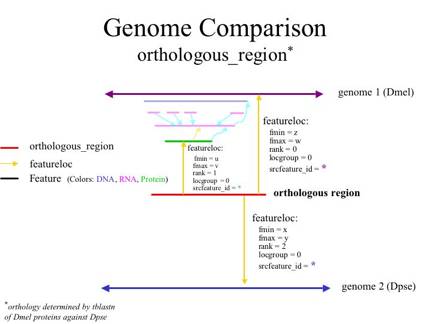 Genome Comparison
orthologous_region*
genome 1 (Dmel)
featureloc:
fmin = z
fmax = w
rank = 0
locgroup = 0
srcfeature_id = *
orthologous_region
featureloc
Feature (Colors: DNA, RNA, Protein)
featureloc:
fmin = u
fmax = v
rank = 1
locgroup = 0
srcfeature_id = *
orthologous region
featureloc:
fmin = x
fmax = y
rank = 2
locgroup = 0
srcfeature_id = *
genome 2 (Dpse)
*orthology determined by tblastn
of Dmel proteins against Dpse